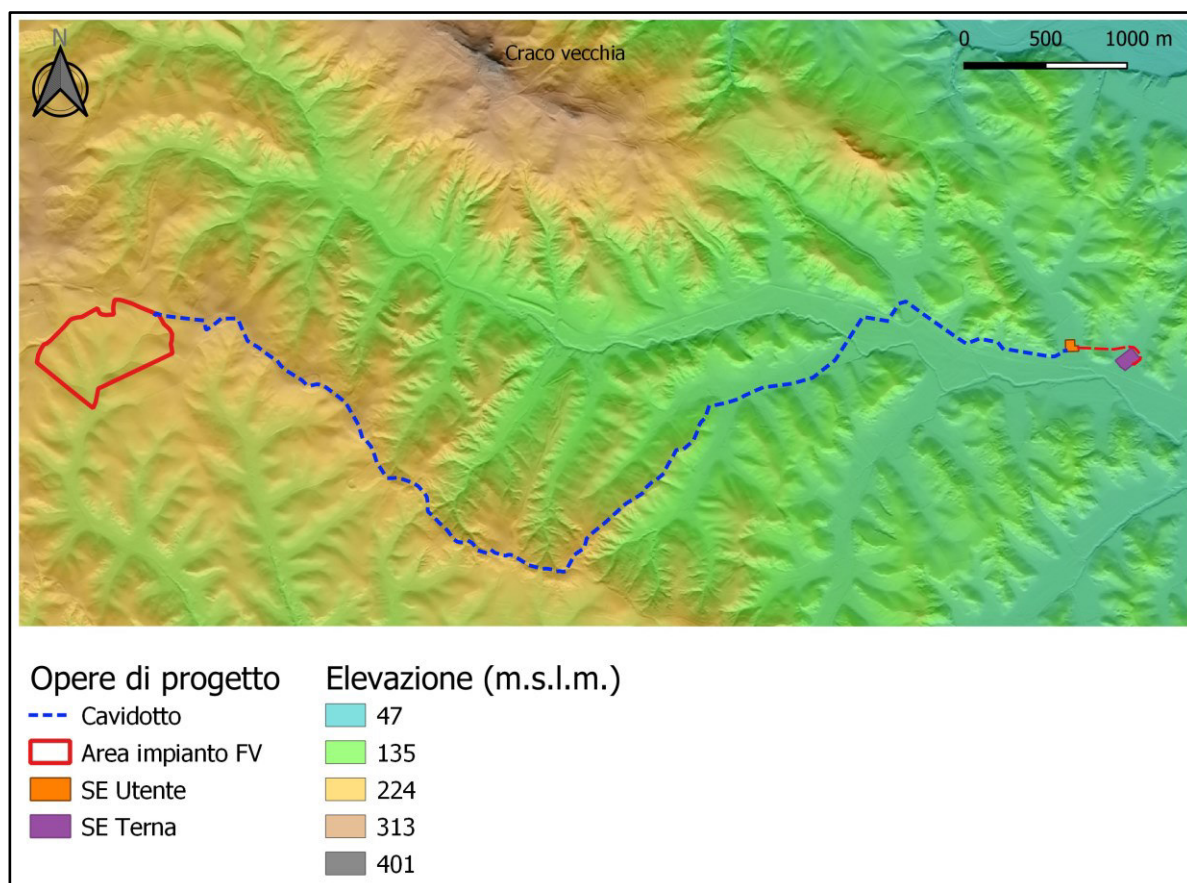 N
Craco vecchia
0 500 1000 m
Opere di progetto
Cavidotto
Area impianto FV
SE Utente
SE Terna
Elevazione (m.s.l.m.)
47
135
224
313
401